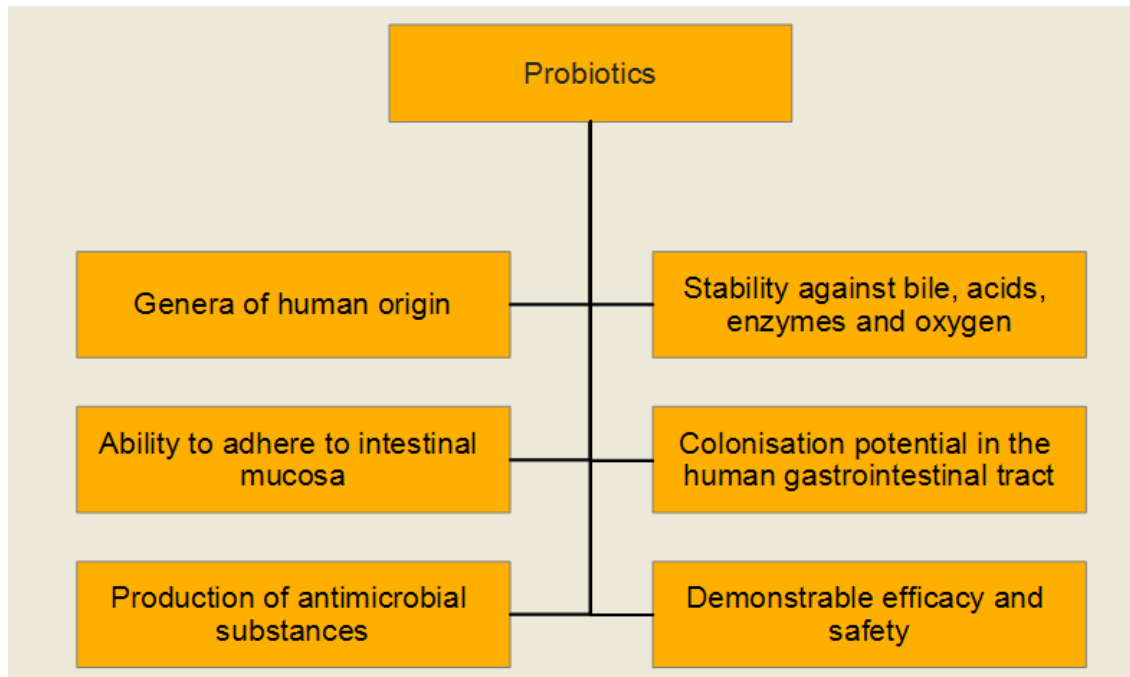 Probiotics
Genera of human origin
Stability against bile, acids,
enzymes and oxygen
Ability to adhere to intestinal
mucosa
Colonisation potential in the
human gastrointestinal tract
Production of antimicrobial
substances
Demonstrable efficacy and
safety